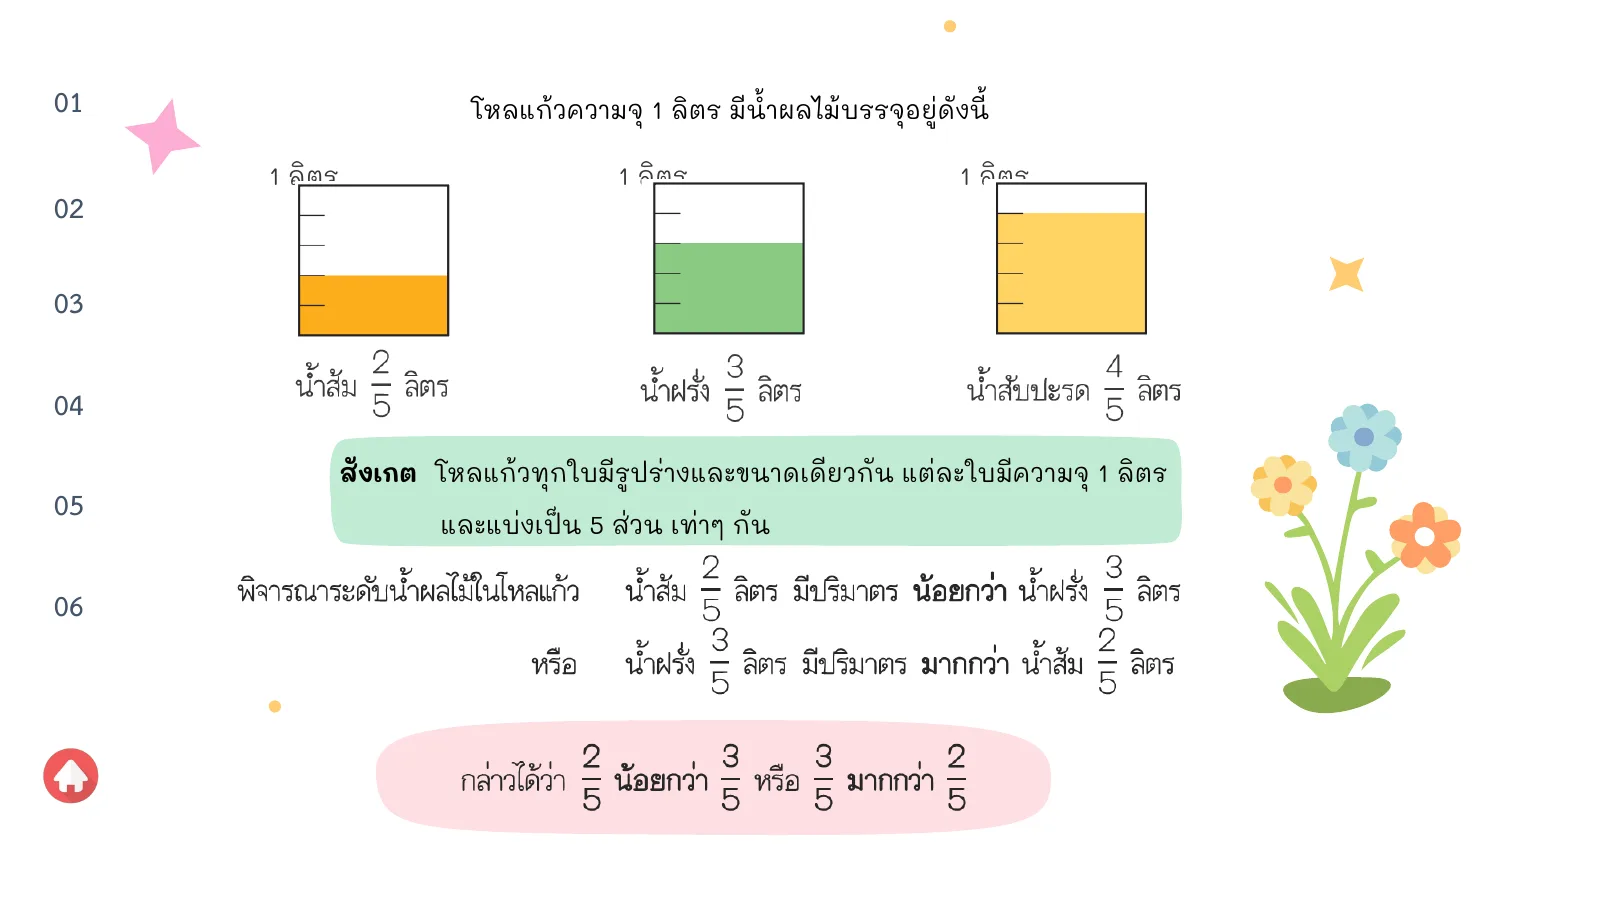 01
02
03
04
05
06
โหลแก้วความจุ 1 ลิตร มีน้ำผลไม้บรรจุอยู่ดังนี้
1 ลิตร 1 ลิตร 1 ลิตร
น้ำส้ม 2/5 ลิตร น้ำฝรั่ง 3/5 ลิตร น้ำสับปะรด 4/5 ลิตร
สังเกต โหลแก้วทุกใบมีรูปร่างและขนาดเดียวกัน แต่ละใบมีความจุ 1 ลิตร
และแบ่งเป็น 5 ส่วน เท่าๆ กัน
พิจารณาระดับน้ำผลไม้ในโหลแก้ว น้ำส้ม 2/5 ลิตร มีปริมาตร น้อยกว่า น้ำฝรั่ง 3/5 ลิตร
หรือ น้ำฝรั่ง 3/5 ลิตร มีปริมาตร มากกว่า น้ำส้ม 2/5 ลิตร
กล่าวได้ว่า 2/5 น้อยกว่า 3/5 หรือ 3/5 มากกว่า 2/5